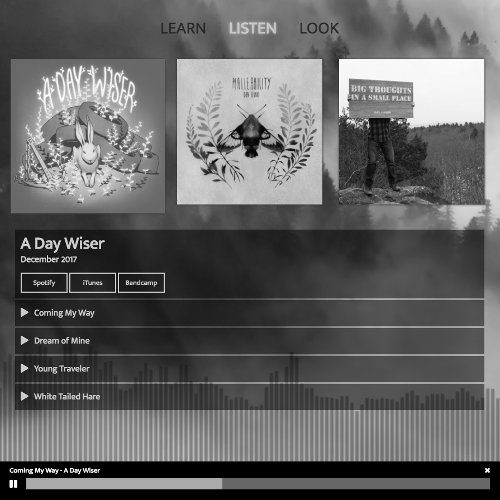 LEARN LISTEN LOOK
A DAY WISER
MALLEABILITY
BIG THOUGHTS
IN A SMALL PLACE
A Day Wiser
December 2017
Spotify iTunes Bandcamp
Coming My Way
Dream of Mine
Young Traveler
White Tailed Hare
Coming My Way - A Day Wiser